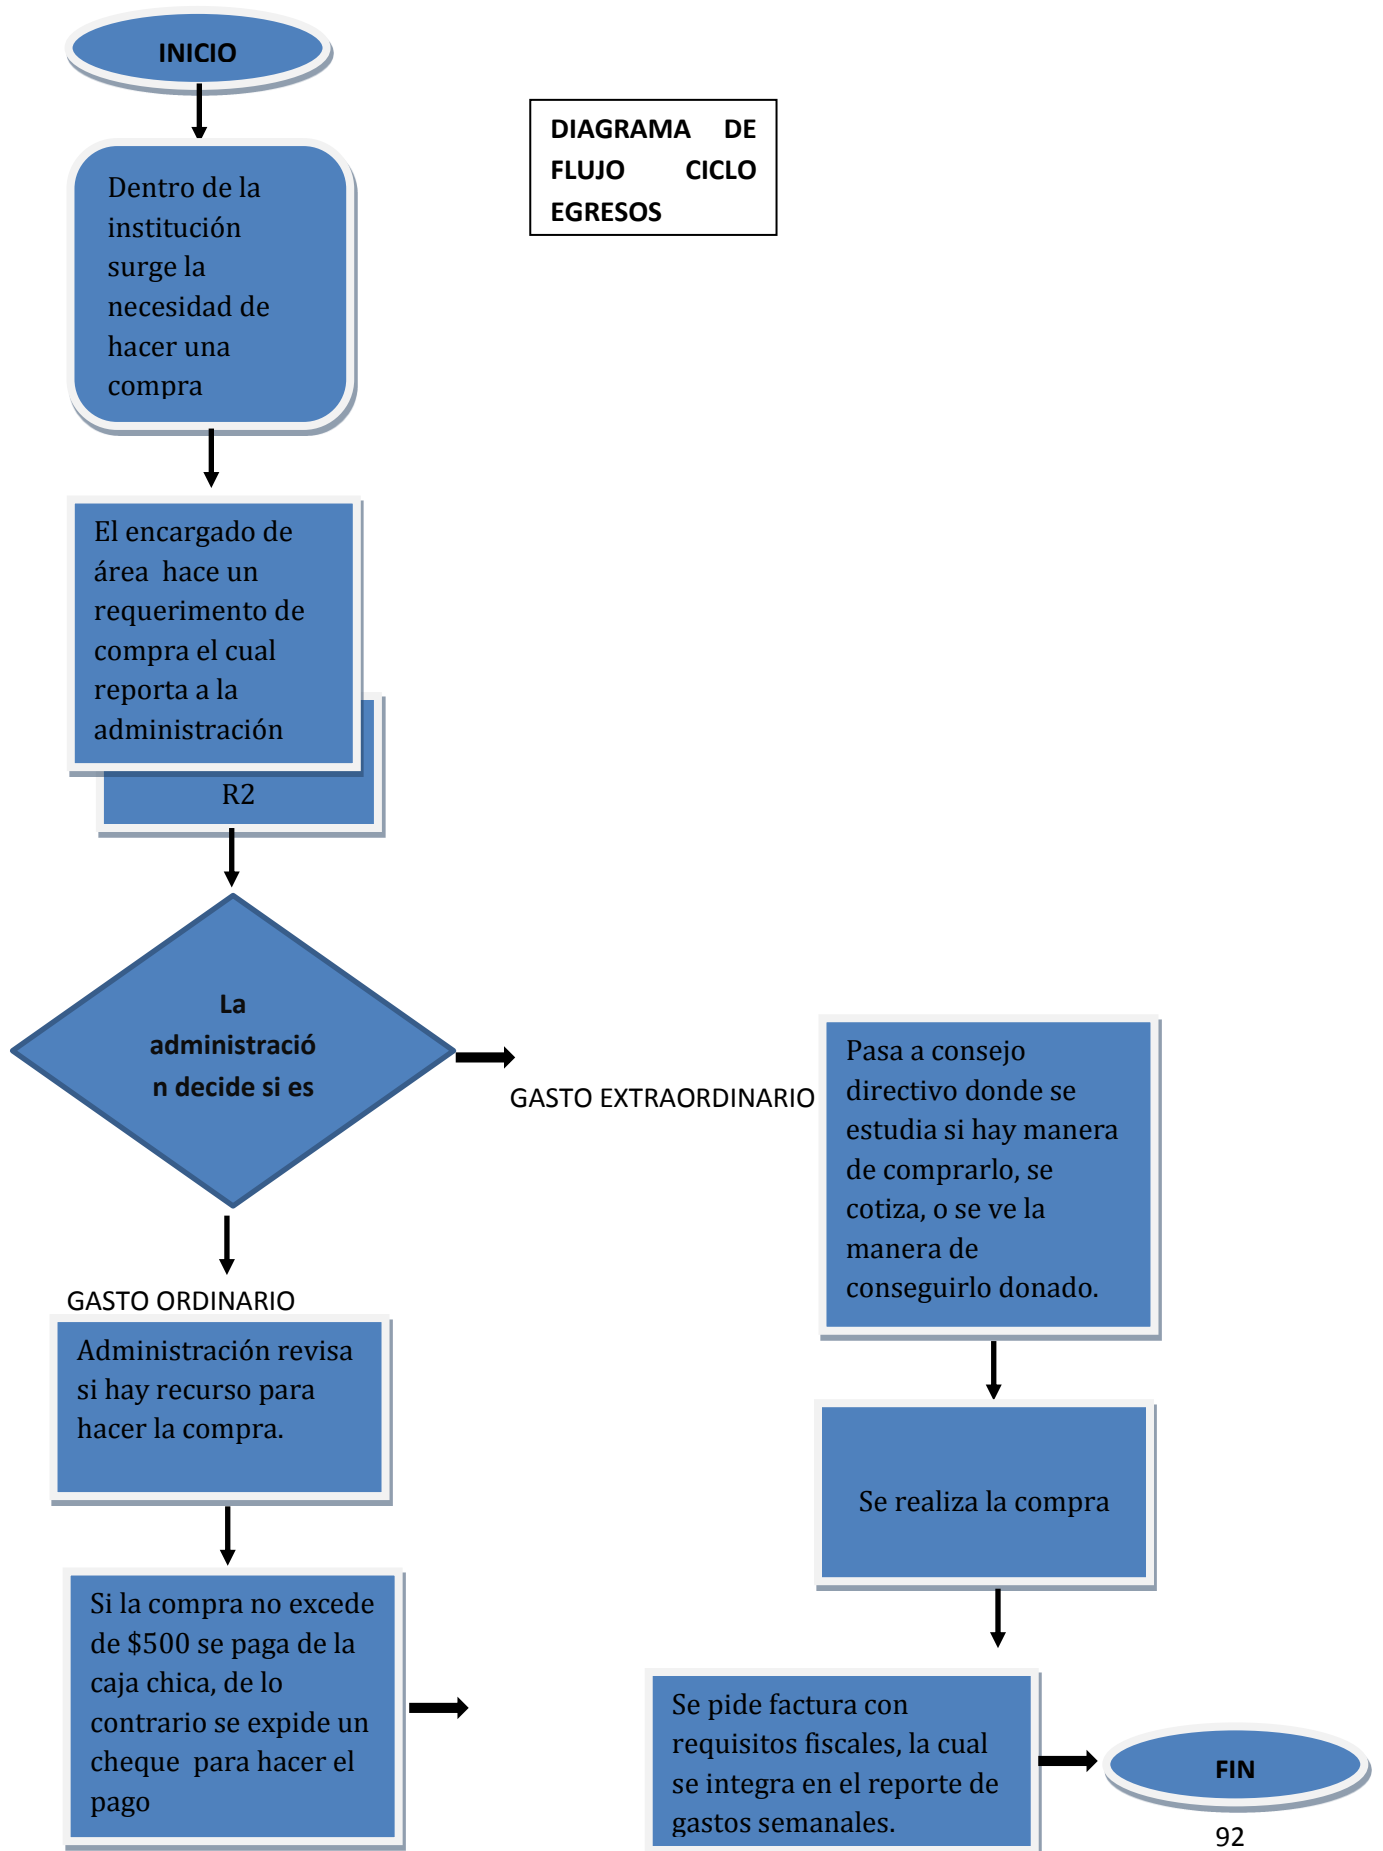 INICIO
DIAGRAMA DE
FLUJO CICLO
EGRESOS
Dentro de la
institución
surge la
necesidad de
hacer una
compra
El encargado de
área hace un
requerimento de
compra el cual
reporta a la
administración
R2
La
administració
n decide si es
GASTO EXTRAORDINARIO
Pasa a consejo
directivo donde se
estudia si hay manera
de comprarlo, se
cotiza, o se ve la
manera de
conseguirlo donado.
GASTO ORDINARIO
Administración revisa
si hay recurso para
hacer la compra.
Se realiza la compra
Si la compra no excede
de $500 se paga de la
caja chica, de lo
contrario se expide un
cheque para hacer el
pago
Se pide factura con
requisitos fiscales, la cual
se integra en el reporte de
gastos semanales.
FIN
92